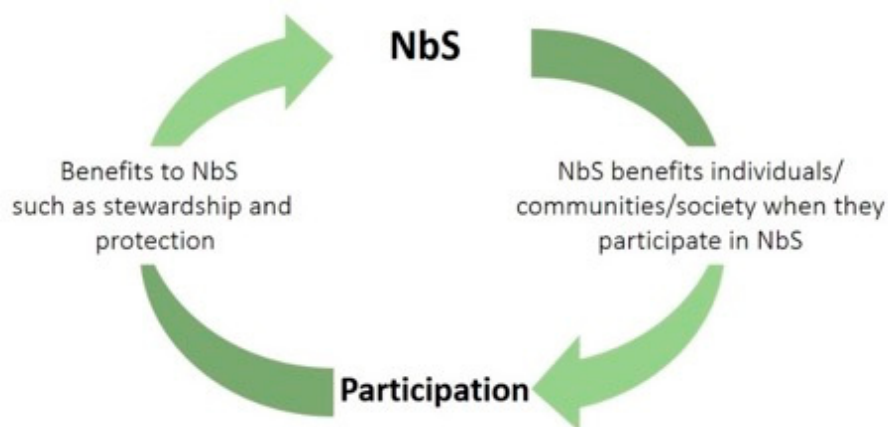 NbS
Benefits to NbS
such as stewardship and
protection
NbS benefits individuals/
communities/society when they
participate in NbS
Participation